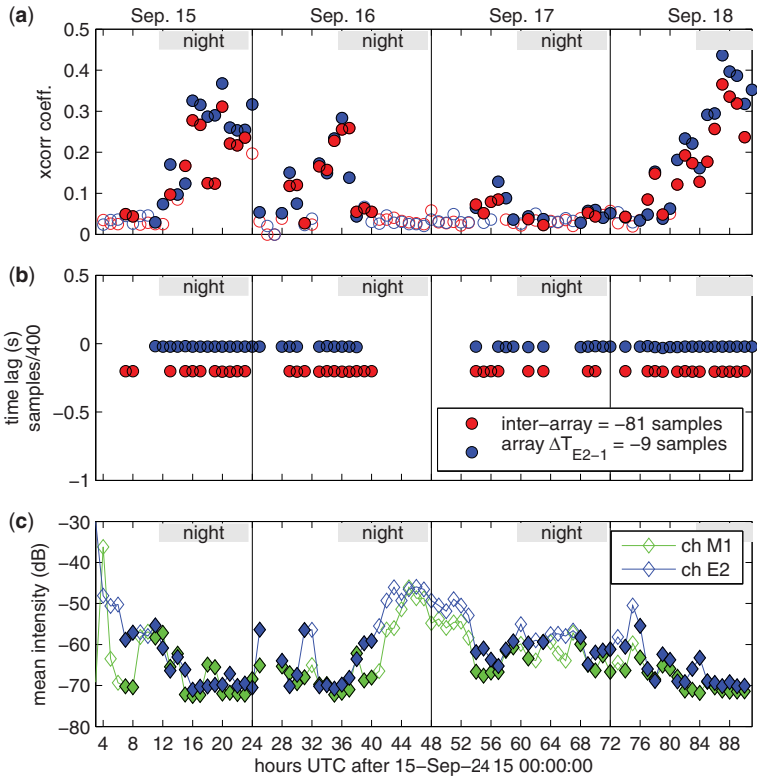 (a) Sep. 15 Sep. 16 Sep. 17 Sep. 18
night night night night
0.5
0.4
0.3
0.2
0.1
0
xcorr coeff.
(b)
night night night
0.5
0
−0.5
−1
time lag (s)
samples/400
inter-array = −81 samples
array ΔT_E2−1 = −9 samples
(c)
night night night
−30
−40
−50
−60
−70
−80
mean intensity (dB)
ch M1
ch E2
4 8 12 16 20 24 28 32 36 40 44 48 52 56 60 64 68 72 76 80 84 88
hours UTC after 15−Sep−2415 00:00:00